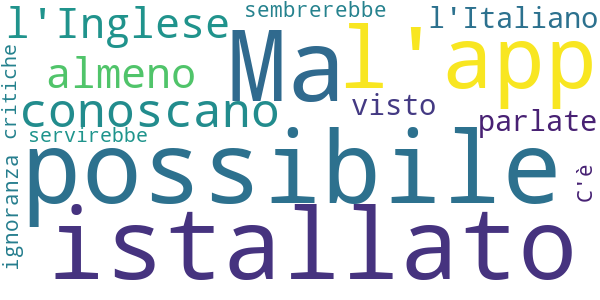 sembrerebbe
l'Inglese
l'Italiano
Ma
l'app
almeno
conoscano
visto
parlate
critiche
servirebbe
possibile
C'è
ignoranza
istallato